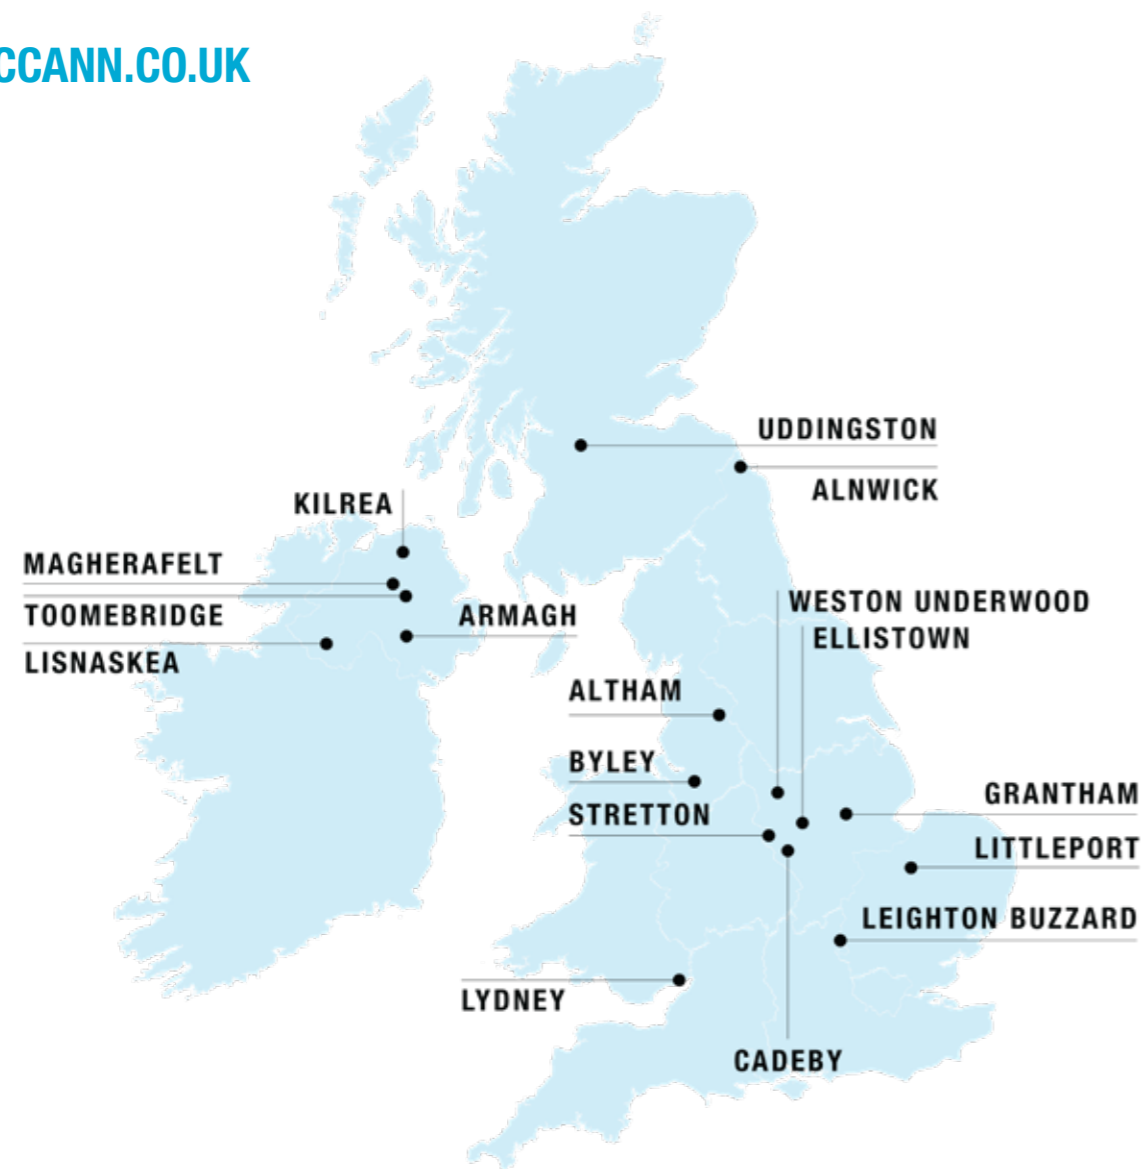 CCANN.CO.UK
UDDINGSTON
ALNWICK
KILREA
MAGHERAFELT
TOOMEBRIDGE
ARMAGH
LISNASKEA
WESTON UNDERWOOD
ELLISTOWN
ALTHAM
BYLEY
STRETTON
GRANTHAM
LITTLEPORT
LEIGHTON BUZZARD
LYDNEY
CADEBY